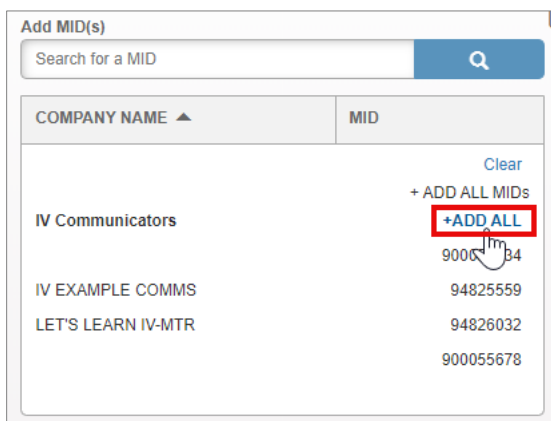 Add MID(s)
Search for a MID
COMPANY NAME MID
Clear
+ ADD ALL MIDs
IV Communicators +ADD ALL
IV EXAMPLE COMMS 94825559
LET'S LEARN IV-MTR 94826032
900055678